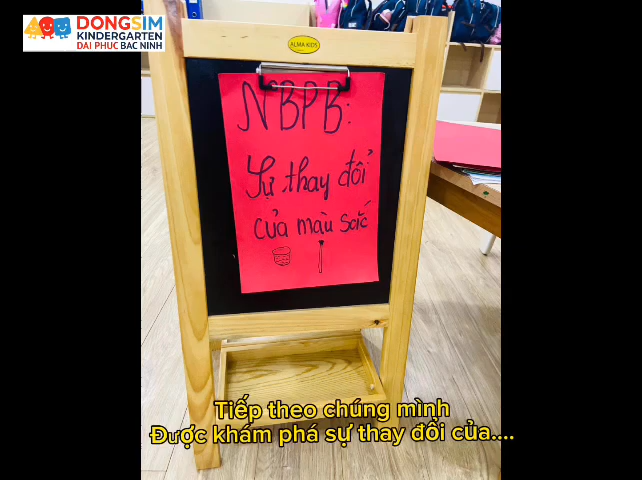 DONGSIM
KINDERGARTEN
ĐẠI PHÚC BẮC NINH
ALMA KIDS
NBPB:
Sự thay đổi
của màu sắc
Tiếp theo chúng mình
Được khám phá sự thay đổi của....